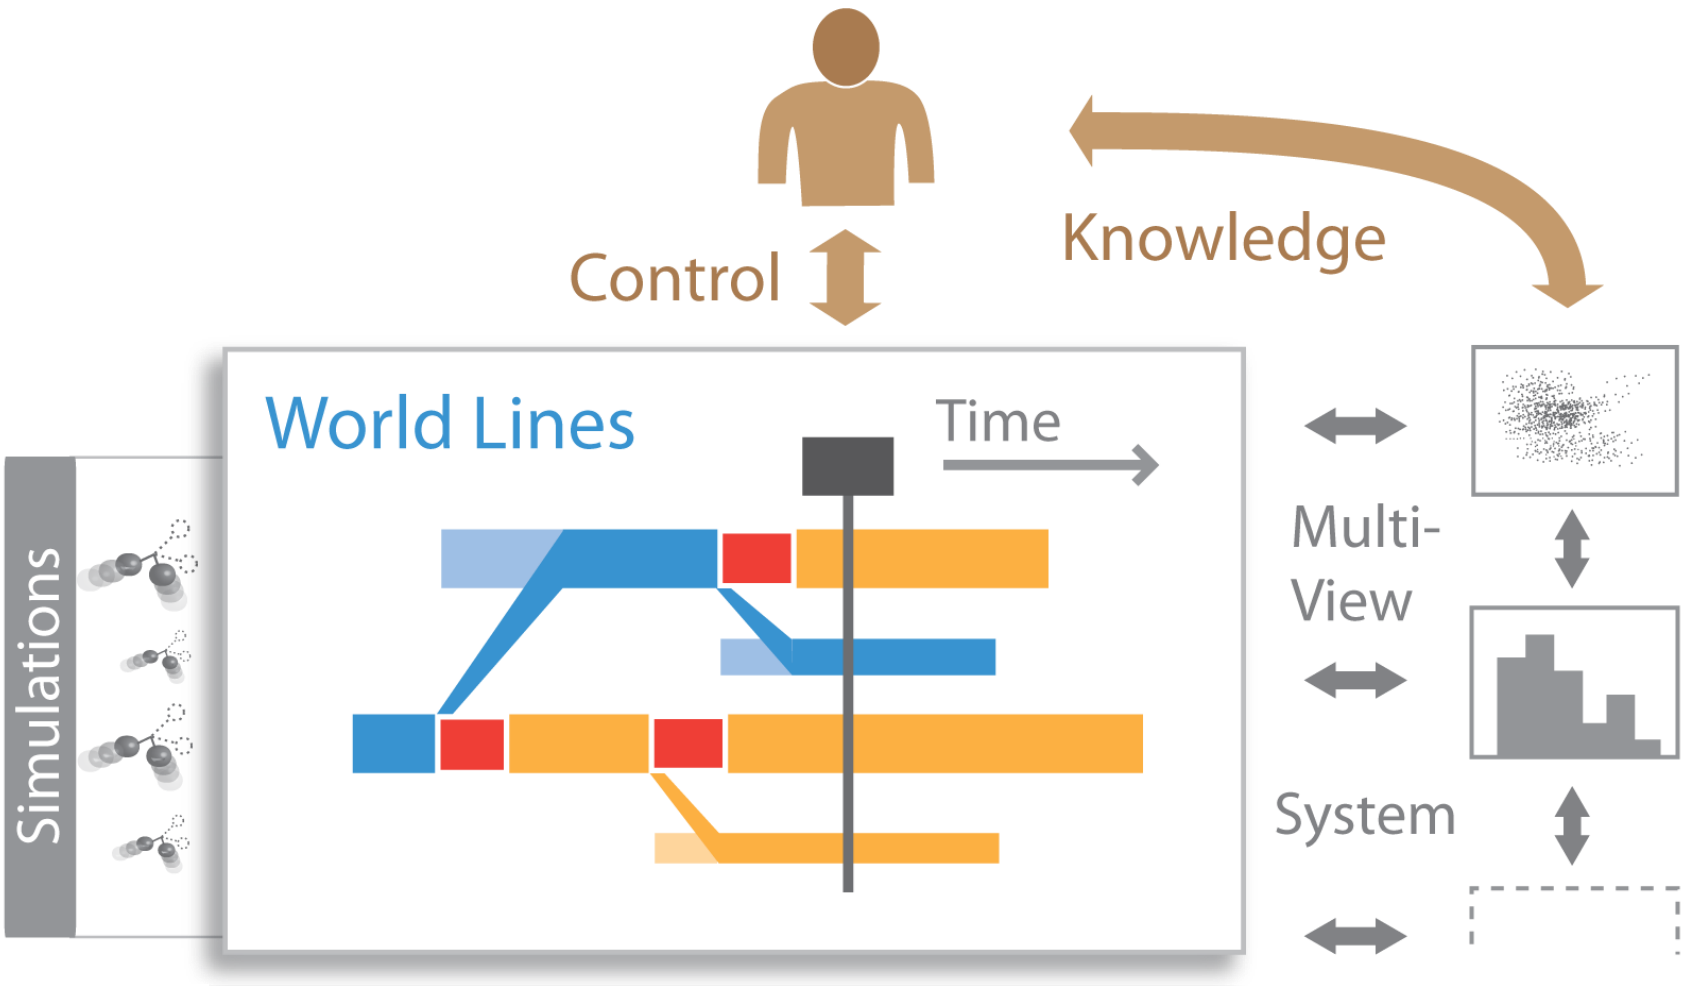 Control
Knowledge
World Lines
Time
Simulations
Multi-
View
System